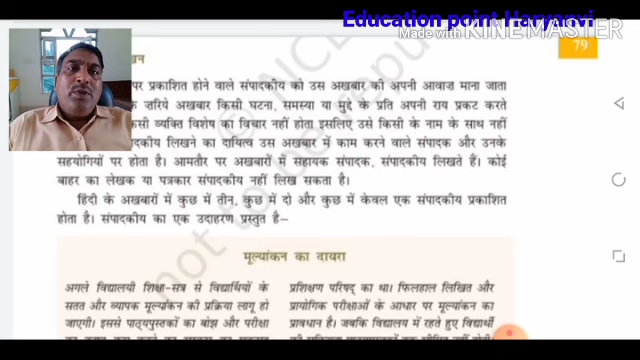 Education point Haryanvi
Made with KINEMASTER
79
खन
पर प्रकाशित होने वाले संपादकीय को उस अखबार की अपनी आवाज़ माना जाता
ज़रिये अखबार किसी घटना, समस्या या मुद्दे के प्रति अपनी राय प्रकट करते
व्यक्ति विशेष का विचार नहीं होता इसलिए उसे किसी के नाम के साथ नहीं
लिखने का दायित्व उस अखबार में काम करने वाले संपादक और उनके
सहयोगियों पर होता है। आमतौर पर अखबारों में सहायक संपादक, संपादकीय लिखते हैं। कोई
बाहर का लेखक या पत्रकार संपादकीय नहीं लिख सकता है।
हिंदी के अखबारों में कुछ में तीन, कुछ में दो और कुछ में केवल एक संपादकीय प्रकाशित
होता है। संपादकीय का एक उदाहरण प्रस्तुत है–
मूल्यांकन का दायरा
अगले विद्यालयी शिक्षा-सत्र से विद्यार्थियों के
सतत और व्यापक मूल्यांकन की प्रक्रिया लागू हो
जाएगी। इससे पाठ्यपुस्तकों का बोझ और परीक्षा
प्रशिक्षण परिषद् का था। फिलहाल लिखित और
प्रायोगिक परीक्षाओं के आधार पर मूल्यांकन का
प्रावधान है। जबकि विद्यालय में रहते हुए विद्यार्थी